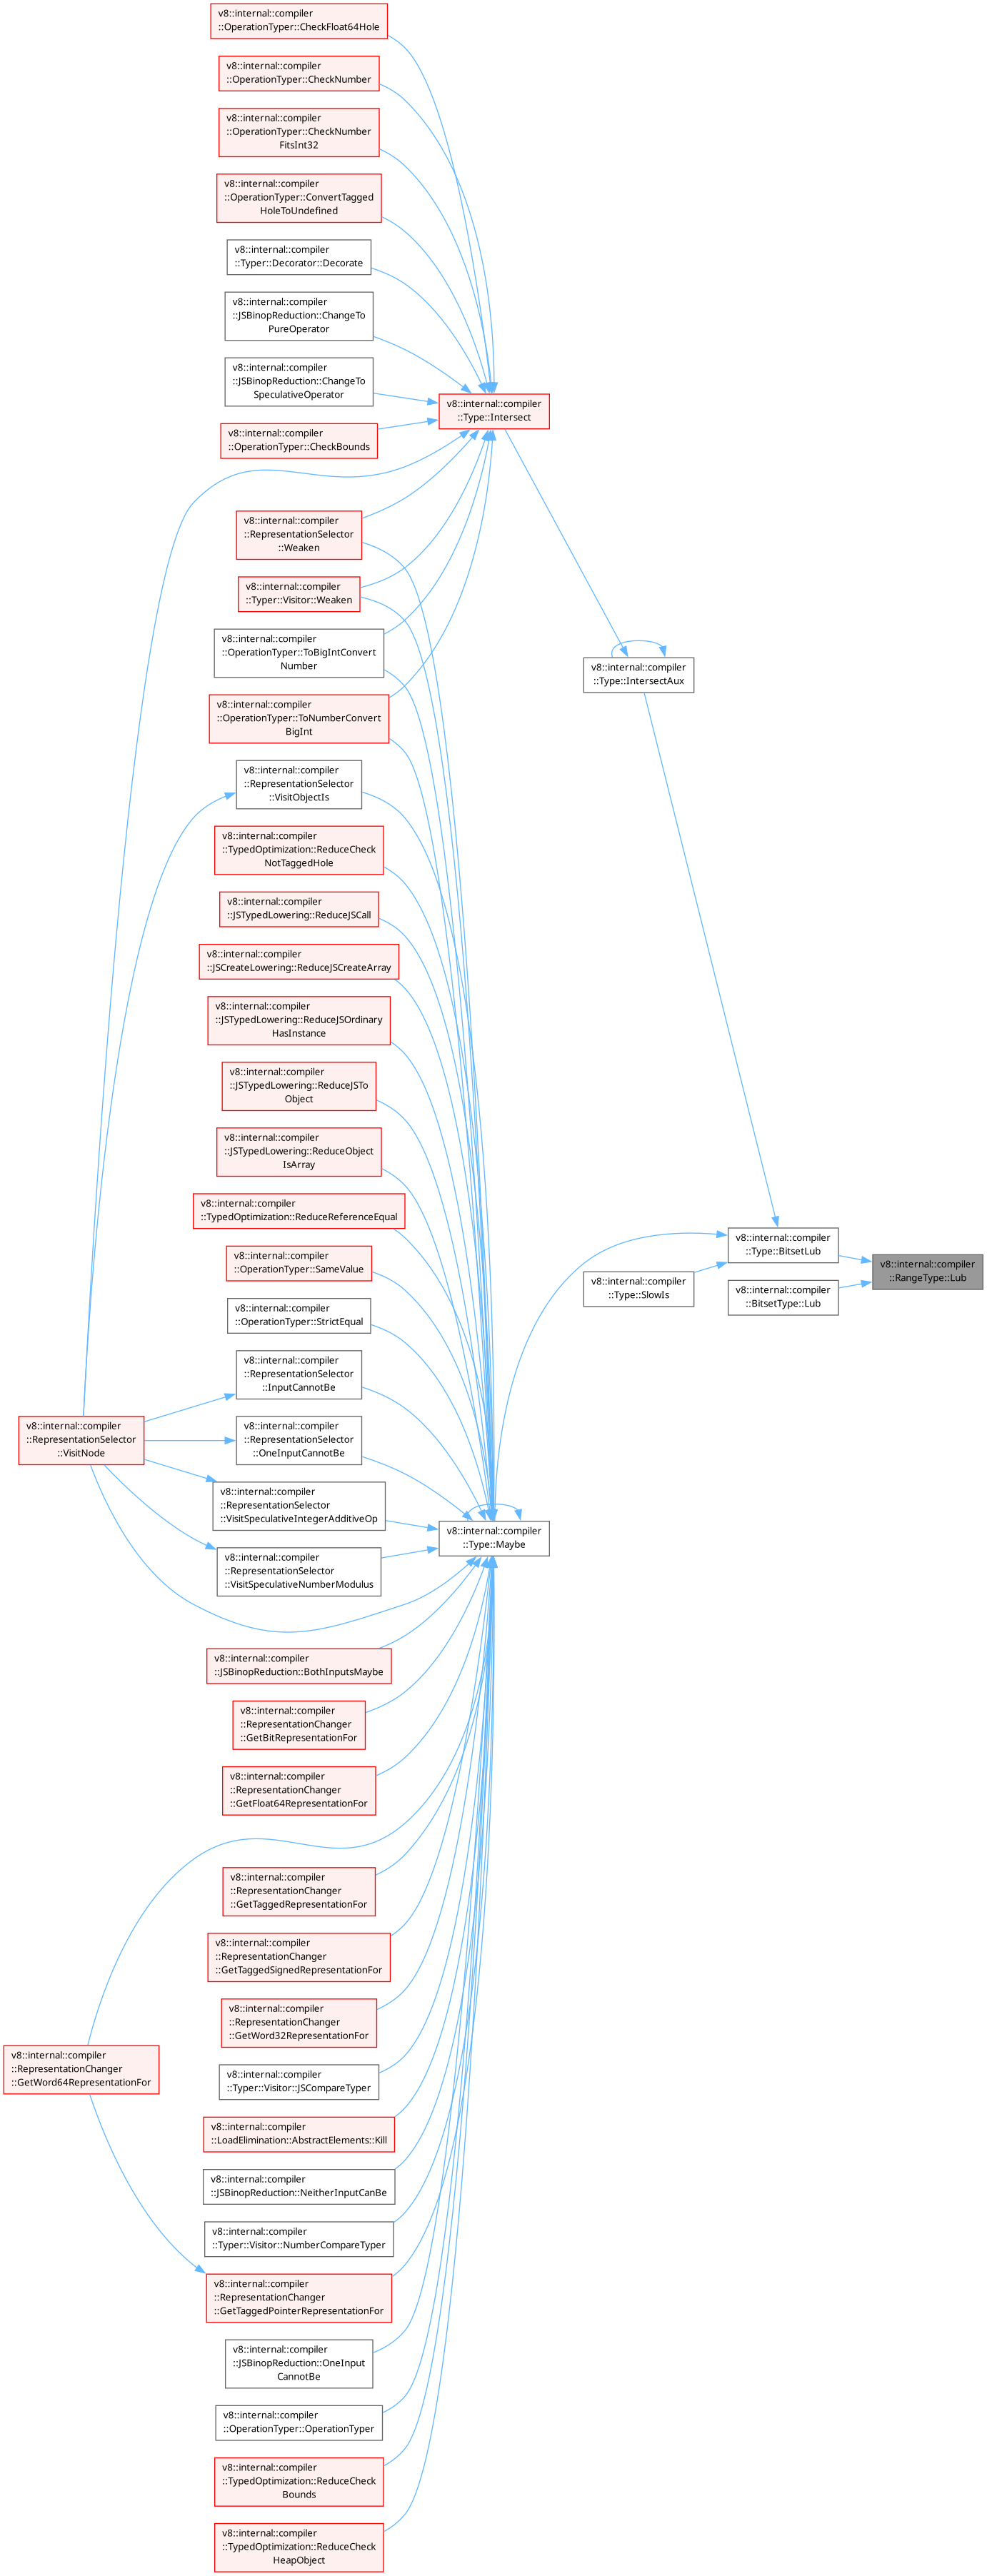 v8::internal::compiler
::OperationTyper::CheckFloat64Hole
v8::internal::compiler
::OperationTyper::CheckNumber
v8::internal::compiler
::OperationTyper::CheckNumber
FitsInt32
v8::internal::compiler
::OperationTyper::ConvertTagged
HoleToUndefined
v8::internal::compiler
::Typer::Decorator::Decorate
v8::internal::compiler
::JSBinopReduction::ChangeTo
PureOperator
v8::internal::compiler
::JSBinopReduction::ChangeTo
SpeculativeOperator
v8::internal::compiler
::Type::Intersect
v8::internal::compiler
::OperationTyper::CheckBounds
v8::internal::compiler
::RepresentationSelector
::Weaken
v8::internal::compiler
::Typer::Visitor::Weaken
v8::internal::compiler
::OperationTyper::ToBigIntConvert
Number
v8::internal::compiler
::Type::IntersectAux
v8::internal::compiler
::OperationTyper::ToNumberConvert
BigInt
v8::internal::compiler
::RepresentationSelector
::VisitObjectIs
v8::internal::compiler
::TypedOptimization::ReduceCheck
NotTaggedHole
v8::internal::compiler
::JSTypedLowering::ReduceJSCall
v8::internal::compiler
::JSCreateLowering::ReduceJSCreateArray
v8::internal::compiler
::JSTypedLowering::ReduceJSOrdinary
HasInstance
v8::internal::compiler
::JSTypedLowering::ReduceJSTo
Object
v8::internal::compiler
::JSTypedLowering::ReduceObject
IsArray
v8::internal::compiler
::TypedOptimization::ReduceReferenceEqual
v8::internal::compiler
::Type::BitsetLub
v8::internal::compiler
::RangeType::Lub
v8::internal::compiler
::OperationTyper::SameValue
v8::internal::compiler
::Type::SlowIs
v8::internal::compiler
::BitsetType::Lub
v8::internal::compiler
::OperationTyper::StrictEqual
v8::internal::compiler
::RepresentationSelector
::InputCannotBe
v8::internal::compiler
::RepresentationSelector
::VisitNode
v8::internal::compiler
::RepresentationSelector
::OneInputCannotBe
v8::internal::compiler
::RepresentationSelector
::VisitSpeculativeIntegerAdditiveOp
v8::internal::compiler
::Type::Maybe
v8::internal::compiler
::RepresentationSelector
::VisitSpeculativeNumberModulus
v8::internal::compiler
::JSBinopReduction::BothInputsMaybe
v8::internal::compiler
::RepresentationChanger
::GetBitRepresentationFor
v8::internal::compiler
::RepresentationChanger
::GetFloat64RepresentationFor
v8::internal::compiler
::RepresentationChanger
::GetTaggedRepresentationFor
v8::internal::compiler
::RepresentationChanger
::GetTaggedSignedRepresentationFor
v8::internal::compiler
::RepresentationChanger
::GetWord32RepresentationFor
v8::internal::compiler
::RepresentationChanger
::GetWord64RepresentationFor
v8::internal::compiler
::Typer::Visitor::JSCompareTyper
v8::internal::compiler
::LoadElimination::AbstractElements::Kill
v8::internal::compiler
::JSBinopReduction::NeitherInputCanBe
v8::internal::compiler
::Typer::Visitor::NumberCompareTyper
v8::internal::compiler
::RepresentationChanger
::GetTaggedPointerRepresentationFor
v8::internal::compiler
::JSBinopReduction::OneInput
CannotBe
v8::internal::compiler
::OperationTyper::OperationTyper
v8::internal::compiler
::TypedOptimization::ReduceCheck
Bounds
v8::internal::compiler
::TypedOptimization::ReduceCheck
HeapObject